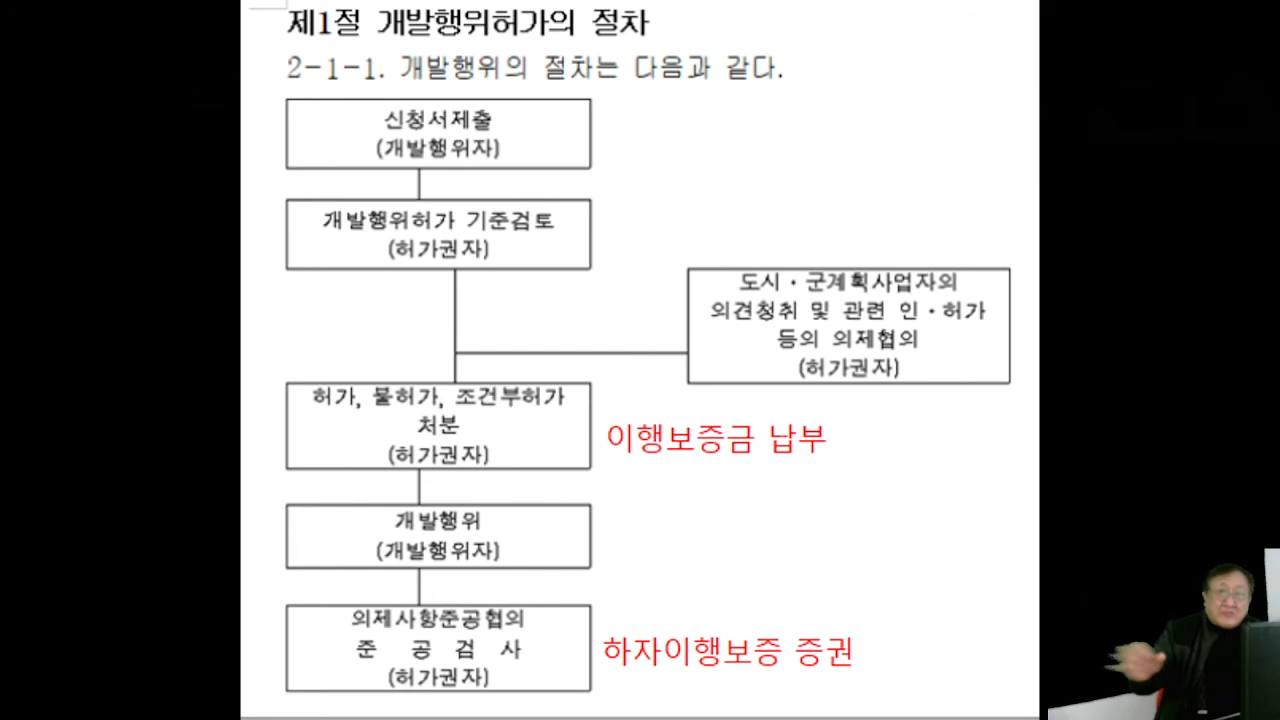 제1절 개발행위허가의 절차
2-1-1. 개발행위의 절차는 다음과 같다.
신청서제출
(개발행위자)
개발행위허가 기준검토
(허가권자)
도시・군계획사업자의
의견청취 및 관련 인・허가
등의 의제협의
(허가권자)
허가, 불허가, 조건부허가
처분
(허가권자)
이행보증금 납부
개발행위
(개발행위자)
의제사항준공협의
준 공 검 사
(허가권자)
하자이행보증 증권